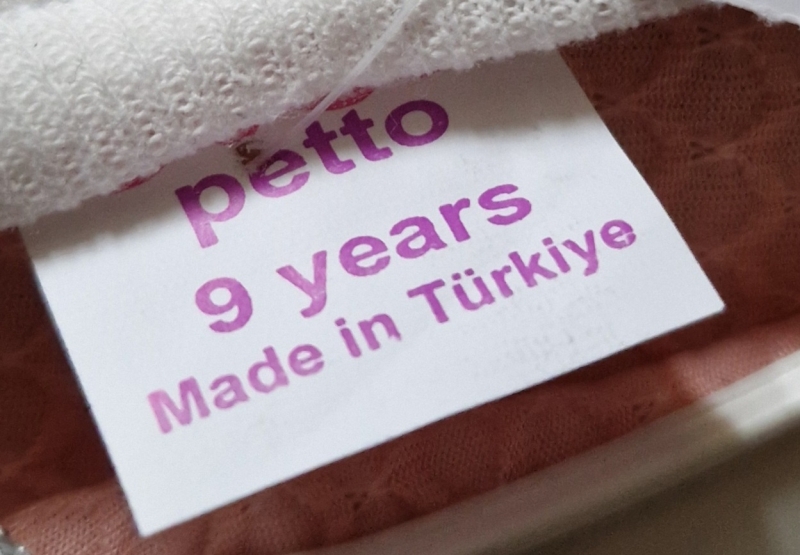 petto
9 years
Made in Türkiye